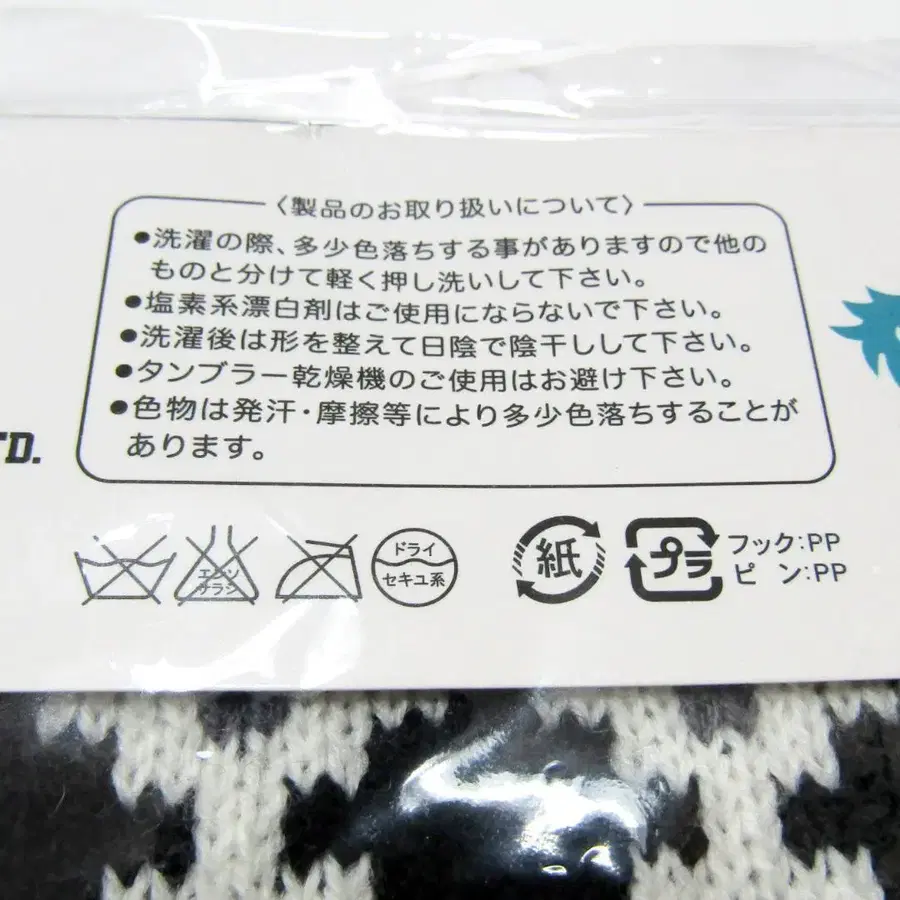 〈製品のお取り扱いについて〉
●洗濯の際、多少色落ちする事がありますので他の
ものと分けて軽く押し洗いして下さい。
●塩素系漂白剤はご使用にならないで下さい。
●洗濯後は形を整えて日陰で陰干しして下さい。
●タンブラー乾燥機のご使用はお避け下さい。
●色物は発汗・摩擦等により多少色落ちすることが
あります。
TD.
エンソ
サラシ
ドライ
セキユ系
紙
プラ
フック:PP
ピン:PP